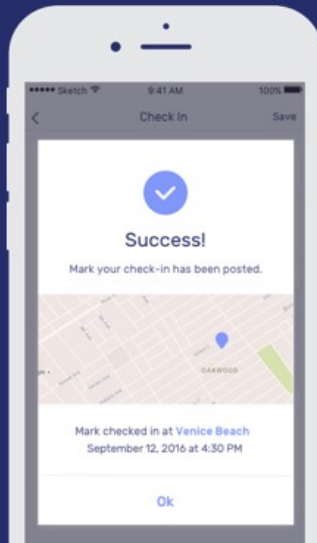 Sketch 9:41 AM 100%
Check In Save
Success!
Mark your check-in has been posted.
OAKWOOD
Mark checked in at Venice Beach
September 12, 2016 at 4:30 PM
Ok